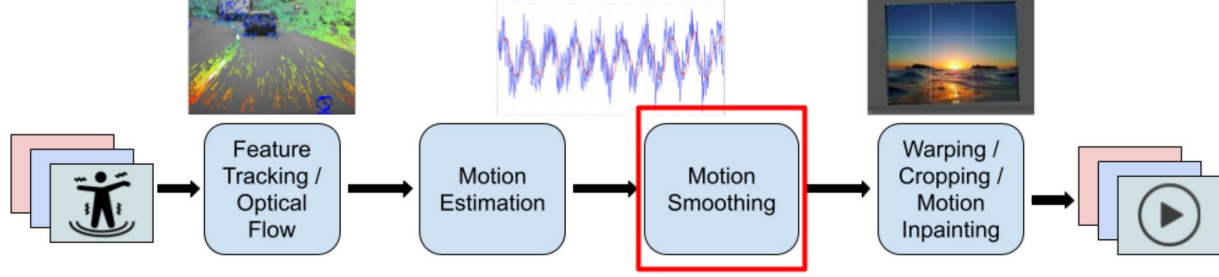 Feature
Tracking /
Optical
Flow
Motion
Estimation
Motion
Smoothing
Warping /
Cropping /
Motion
Inpainting